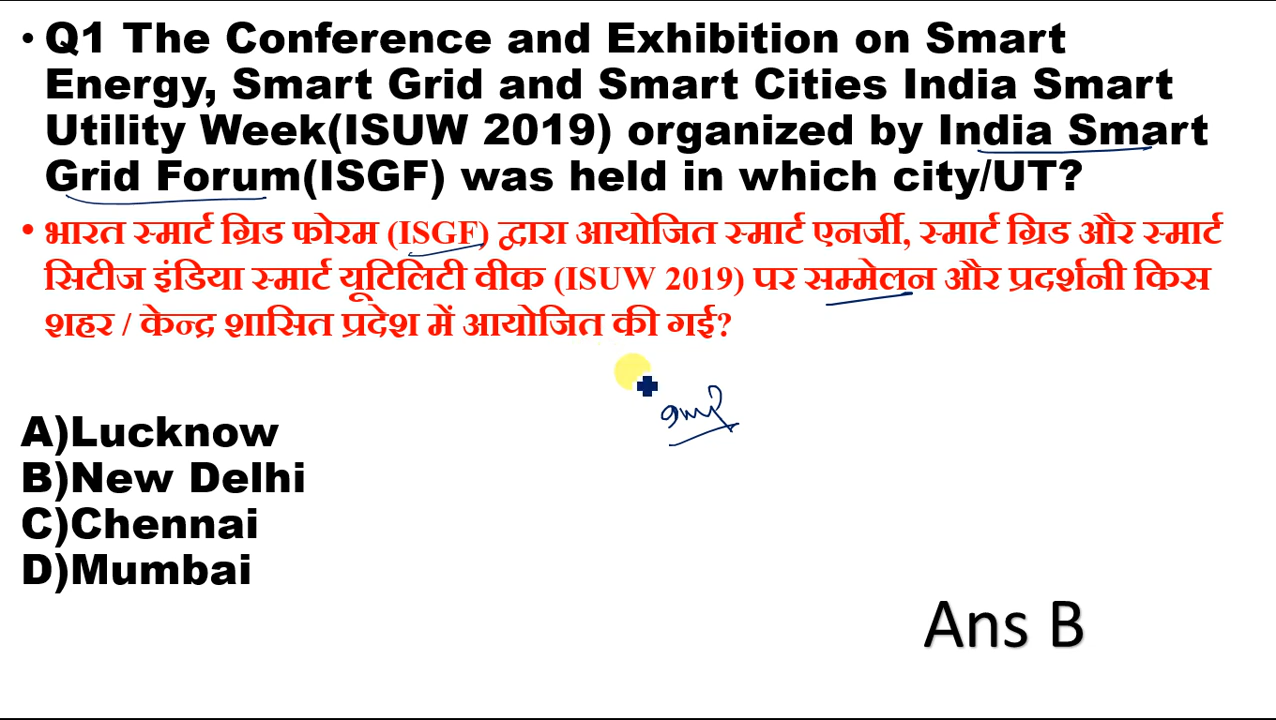 • Q1 The Conference and Exhibition on Smart
Energy, Smart Grid and Smart Cities India Smart
Utility Week(ISUW 2019) organized by India Smart
Grid Forum(ISGF) was held in which city/UT?
• भारत स्मार्ट ग्रिड फोरम (ISGF) द्वारा आयोजित स्मार्ट एनर्जी, स्मार्ट ग्रिड और स्मार्ट
सिटीज इंडिया स्मार्ट यूटिलिटी वीक (ISUW 2019) पर सम्मेलन और प्रदर्शनी किस
शहर / केन्द्र शासित प्रदेश में आयोजित की गई?
Imp
A)Lucknow
B)New Delhi
C)Chennai
D)Mumbai
Ans B